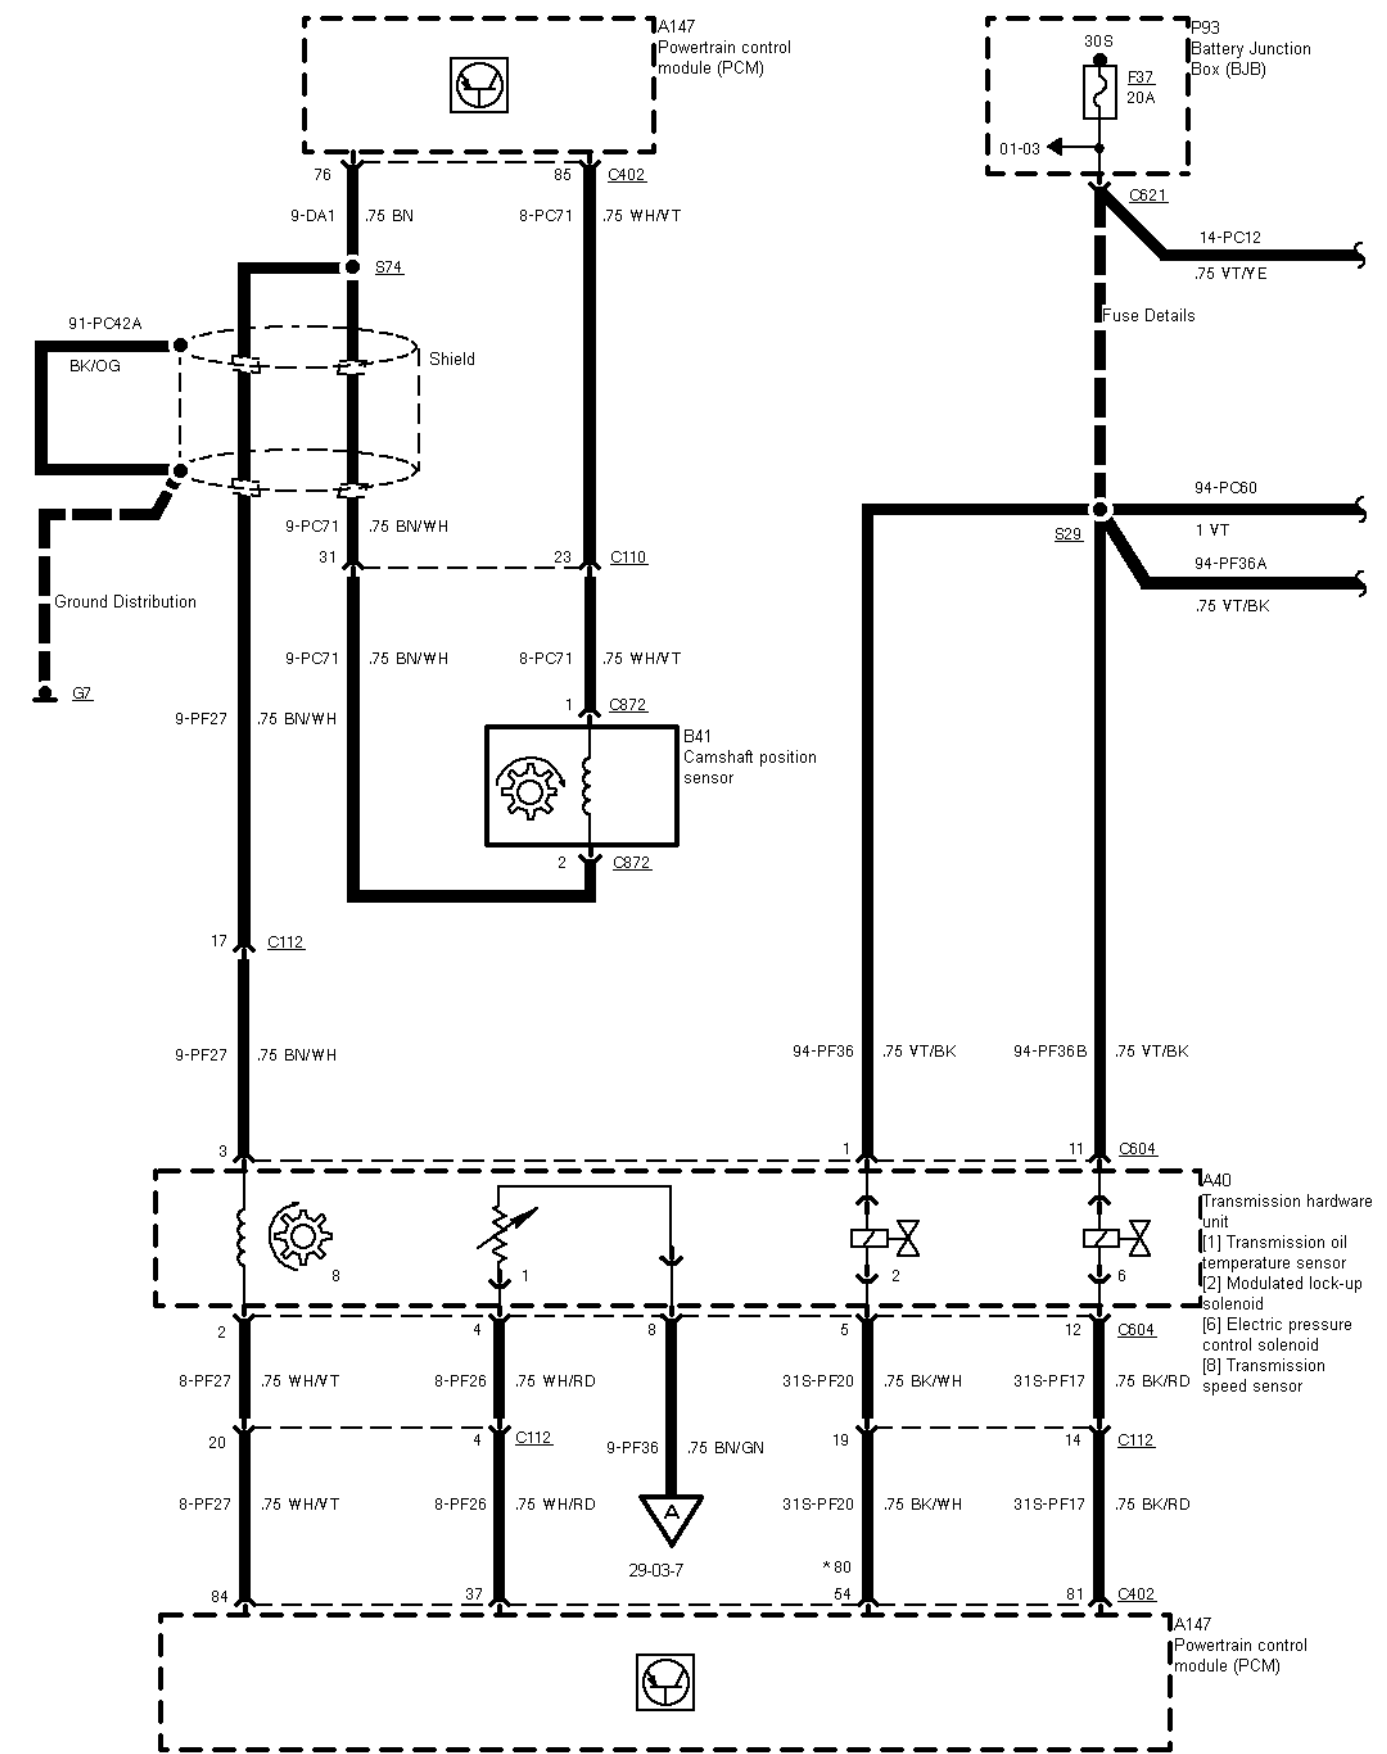 A147
Powertrain control
module (PCM)
P93
Battery Junction
Box (BJB)
30S
F37
20A
01-03
76
85
C402
C621
9-DA1
.75 BN
8-PC71
.75 WH/VT
14-PC12
.75 VT/YE
S74
91-PC42A
BK/OG
Shield
Fuse Details
94-PC60
1 VT
S29
94-PF36A
.75 VT/BK
9-PC71
.75 BN/WH
31
23
C110
Ground Distribution
G7
9-PC71
.75 BN/WH
8-PC71
.75 WH/VT
1
C872
9-PF27
.75 BN/WH
B41
Camshaft position
sensor
2
C872
17
C112
9-PF27
.75 BN/WH
94-PF36
.75 VT/BK
94-PF36B
.75 VT/BK
3
1
11
C604
A40
Transmission hardware
unit
[1] Transmission oil
temperature sensor
[2] Modulated lock-up
solenoid
[6] Electric pressure
control solenoid
[8] Transmission
speed sensor
8
1
2
6
2
4
8
5
12
C604
8-PF27
.75 WH/VT
8-PF26
.75 WH/RD
31S-PF20
.75 BK/WH
31S-PF17
.75 BK/RD
20
4
C112
9-PF36
.75 BN/GN
19
14
C112
8-PF27
.75 WH/VT
8-PF26
.75 WH/RD
A
31S-PF20
.75 BK/WH
31S-PF17
.75 BK/RD
29-03-7
*80
84
37
54
81
C402
A147
Powertrain control
module (PCM)